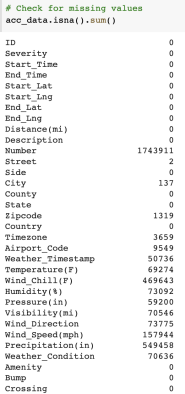 # Check for missing values
acc_data.isna().sum()
ID 0
Severity 0
Start_Time 0
End_Time 0
Start_Lat 0
Start_Lng 0
End_Lat 0
End_Lng 0
Distance(mi) 0
Description 0
Number 1743911
Street 2
Side 0
City 137
County 0
State 0
Zipcode 1319
Country 0
Timezone 3659
Airport_Code 9549
Weather_Timestamp 50736
Temperature(F) 69274
Wind_Chill(F) 469643
Humidity(%) 73092
Pressure(in) 59200
Visibility(mi) 70546
Wind_Direction 73775
Wind_Speed(mph) 157944
Precipitation(in) 549458
Weather_Condition 70636
Amenity 0
Bump 0
Crossing 0